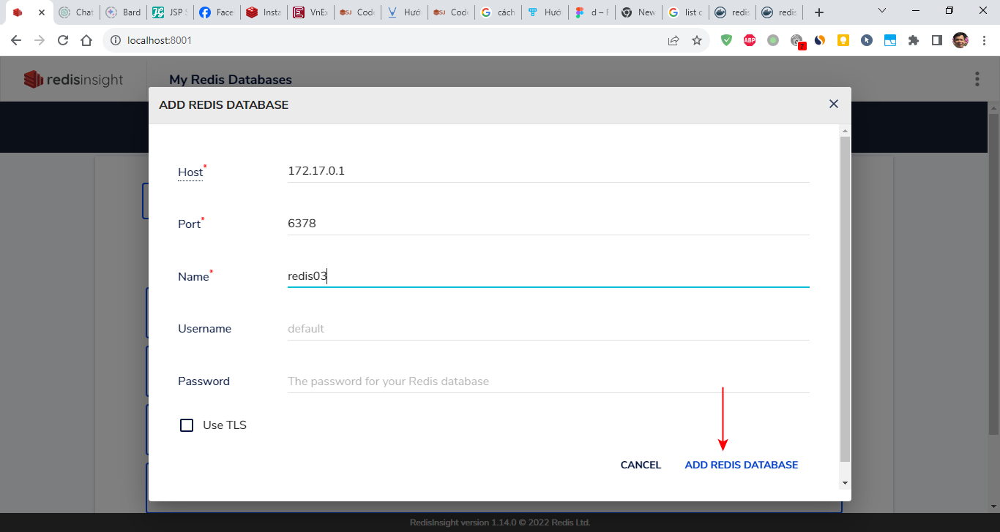 Chat
Bard
JSP S
Face
Insta
VnEx
Code
Hướ
Code
cách
Hướ
d – F
New
list c
redis
redis
localhost:8001
ABP
7
redisinsight
My Redis Databases
ADD REDIS DATABASE
Host*
172.17.0.1
Port*
6378
Name*
redis03
Username
default
Password
The password for your Redis database
Use TLS
CANCEL
ADD REDIS DATABASE
RedisInsight version 1.14.0 © 2022 Redis Ltd.